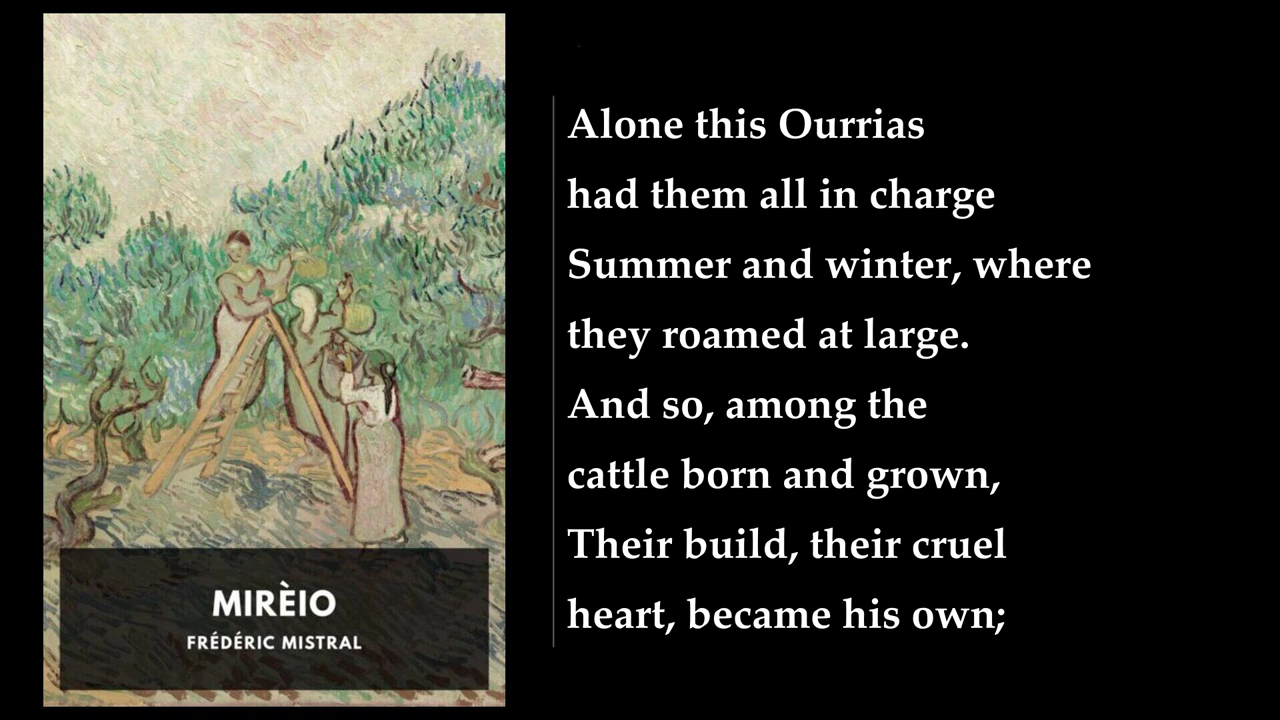 MIRÈIO
FRÉDÉRIC MISTRAL
Alone this Ourrias
had them all in charge
Summer and winter, where
they roamed at large.
And so, among the
cattle born and grown,
Their build, their cruel
heart, became his own;